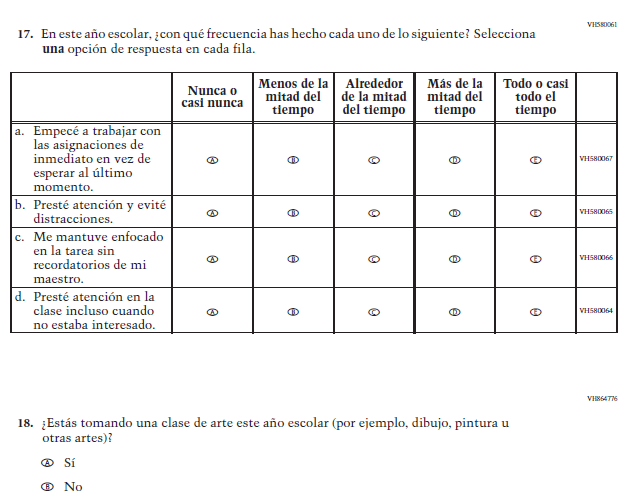 VH580061
17. En este año escolar, ¿con qué frecuencia has hecho cada uno de lo siguiente? Selecciona
una opción de respuesta en cada fila.
Nunca o
casi nunca
Menos de la
mitad del
tiempo
Alrededor
de la mitad
del tiempo
Más de la
mitad del
tiempo
Todo o casi
todo el
tiempo
a. Empecé a trabajar con
las asignaciones de
inmediato en vez de
esperar al último
momento.
A B C D E VH580067
b. Presté atención y evité
distracciones.
A B C D E VH580065
c. Me mantuve enfocado
en la tarea sin
recordatorios de mi
maestro.
A B C D E VH580066
d. Presté atención en la
clase incluso cuando
no estaba interesado.
A B C D E VH580064
VH864776
18. ¿Estás tomando una clase de arte este año escolar (por ejemplo, dibujo, pintura u
otras artes)?
A Sí
B No